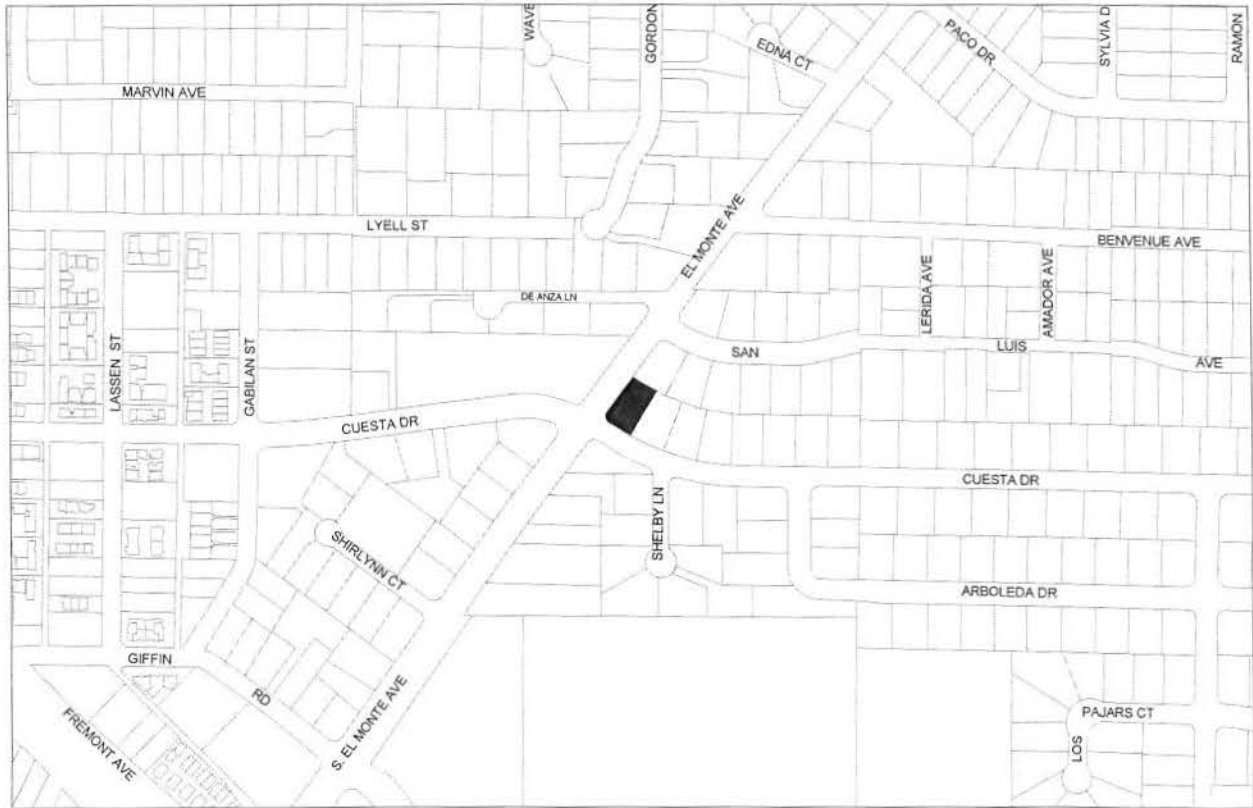 WAVE
GORDON
EDNA CT
PACO DR
SYLVIA D
RAMON
MARVIN AVE
LYELL ST
EL MONTE AVE
BENVENUE AVE
DE ANZA LN
LERIDA AVE
AMADOR AVE
SAN
LUIS
AVE
LASSEN ST
GABILAN ST
CUESTA DR
CUESTA DR
SHELBY LN
SHIRLYNN CT
ARBOLEDA DR
GIFFIN
RD
FREMONT AVE
S. EL MONTE AVE
PAJARS CT
LOS